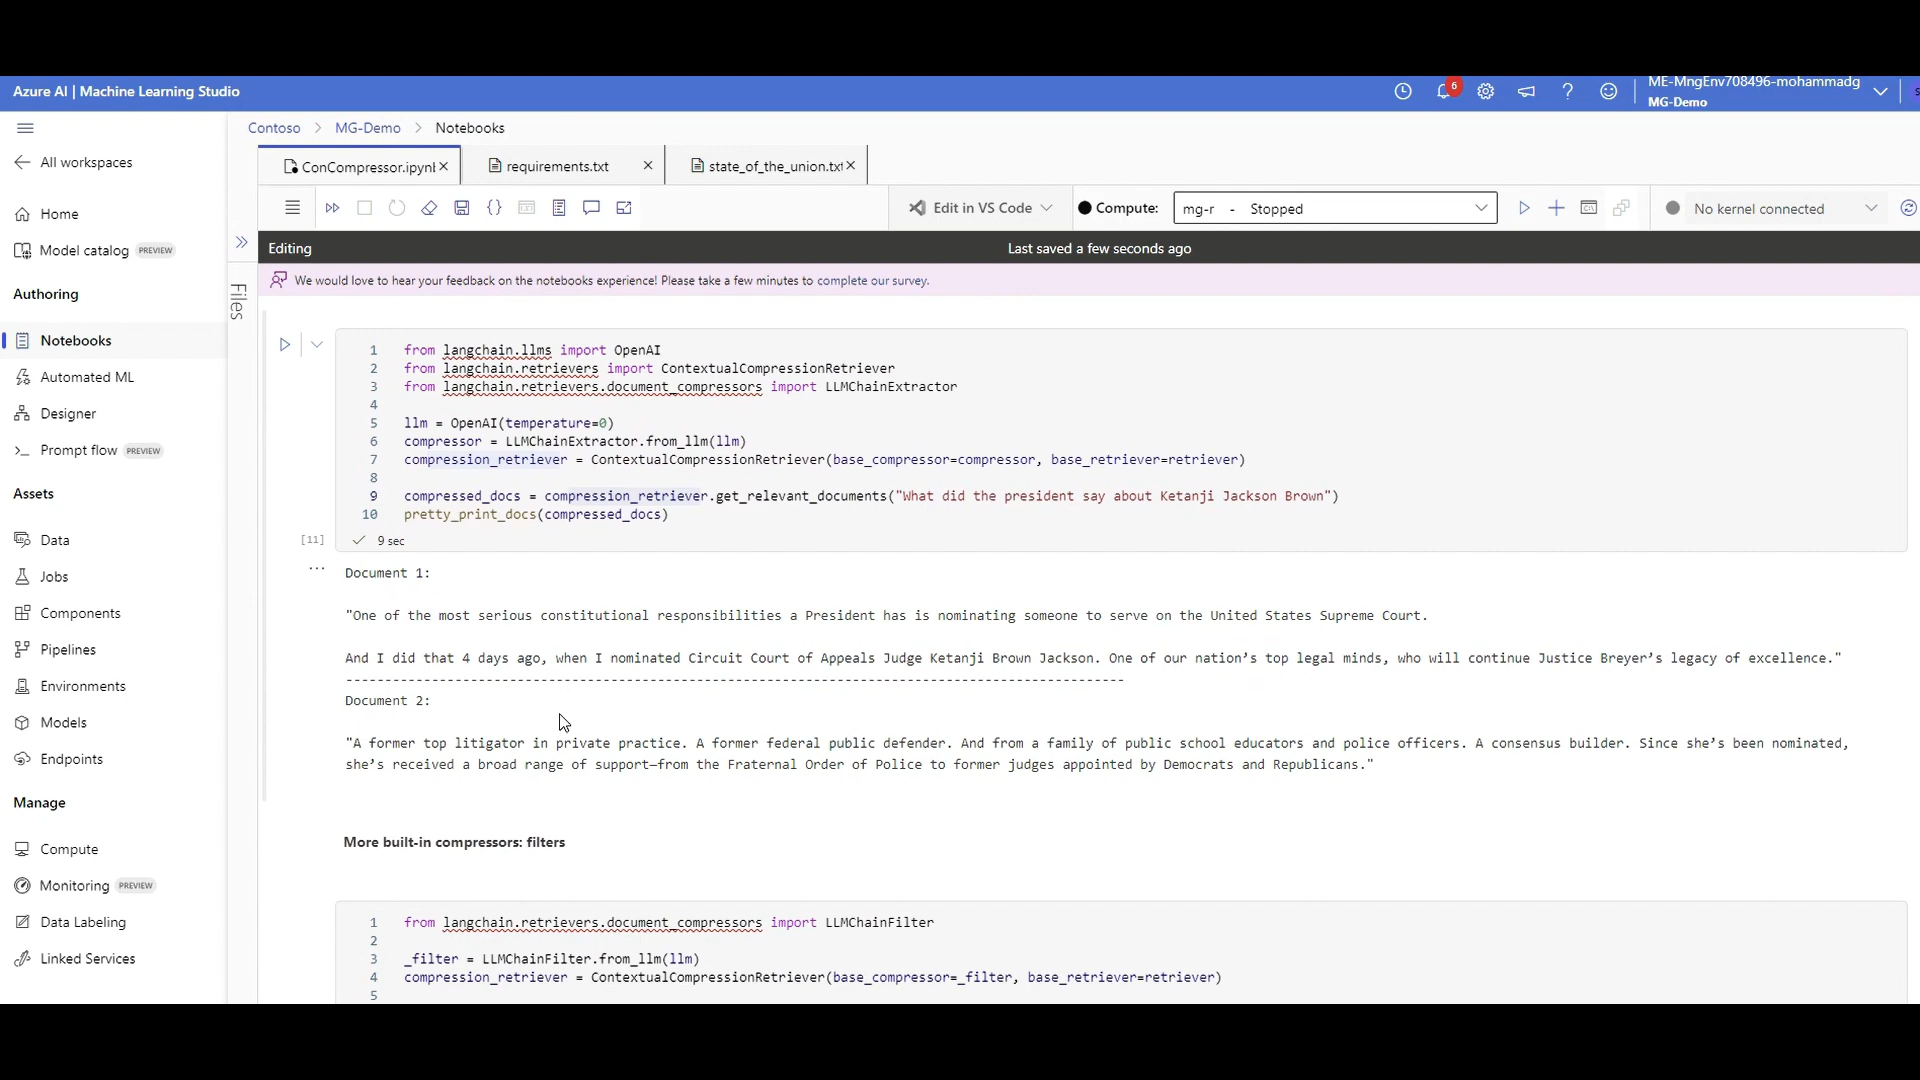 Azure AI | Machine Learning Studio
6
ME-MngEnv708496-mohammadg
MG-Demo
All workspaces
Home
Model catalog PREVIEW
Authoring
Notebooks
Automated ML
Designer
Prompt flow PREVIEW
Assets
Data
Jobs
Components
Pipelines
Environments
Models
Endpoints
Manage
Compute
Monitoring PREVIEW
Data Labeling
Linked Services
Contoso > MG-Demo > Notebooks
ConCompressor.ipynb
requirements.txt
state_of_the_union.txt
Edit in VS Code
Compute: mg-r - Stopped
No kernel connected
Files
Editing
Last saved a few seconds ago
We would love to hear your feedback on the notebooks experience! Please take a few minutes to complete our survey.
1 from langchain.llms import OpenAI
2 from langchain.retrievers import ContextualCompressionRetriever
3 from langchain.retrievers.document_compressors import LLMChainExtractor
4
5 llm = OpenAI(temperature=0)
6 compressor = LLMChainExtractor.from_llm(llm)
7 compression_retriever = ContextualCompressionRetriever(base_compressor=compressor, base_retriever=retriever)
8
9 compressed_docs = compression_retriever.get_relevant_documents("What did the president say about Ketanji Jackson Brown")
10 pretty_print_docs(compressed_docs)
[11] 9 sec
Document 1:
"One of the most serious constitutional responsibilities a President has is nominating someone to serve on the United States Supreme Court.
And I did that 4 days ago, when I nominated Circuit Court of Appeals Judge Ketanji Brown Jackson. One of our nation’s top legal minds, who will continue Justice Breyer’s legacy of excellence."
----------------------------------------------------------------------------------------------------
Document 2:
"A former top litigator in private practice. A former federal public defender. And from a family of public school educators and police officers. A consensus builder. Since she’s been nominated,
she’s received a broad range of support—from the Fraternal Order of Police to former judges appointed by Democrats and Republicans."
More built-in compressors: filters
1 from langchain.retrievers.document_compressors import LLMChainFilter
2
3 _filter = LLMChainFilter.from_llm(llm)
4 compression_retriever = ContextualCompressionRetriever(base_compressor=_filter, base_retriever=retriever)
5